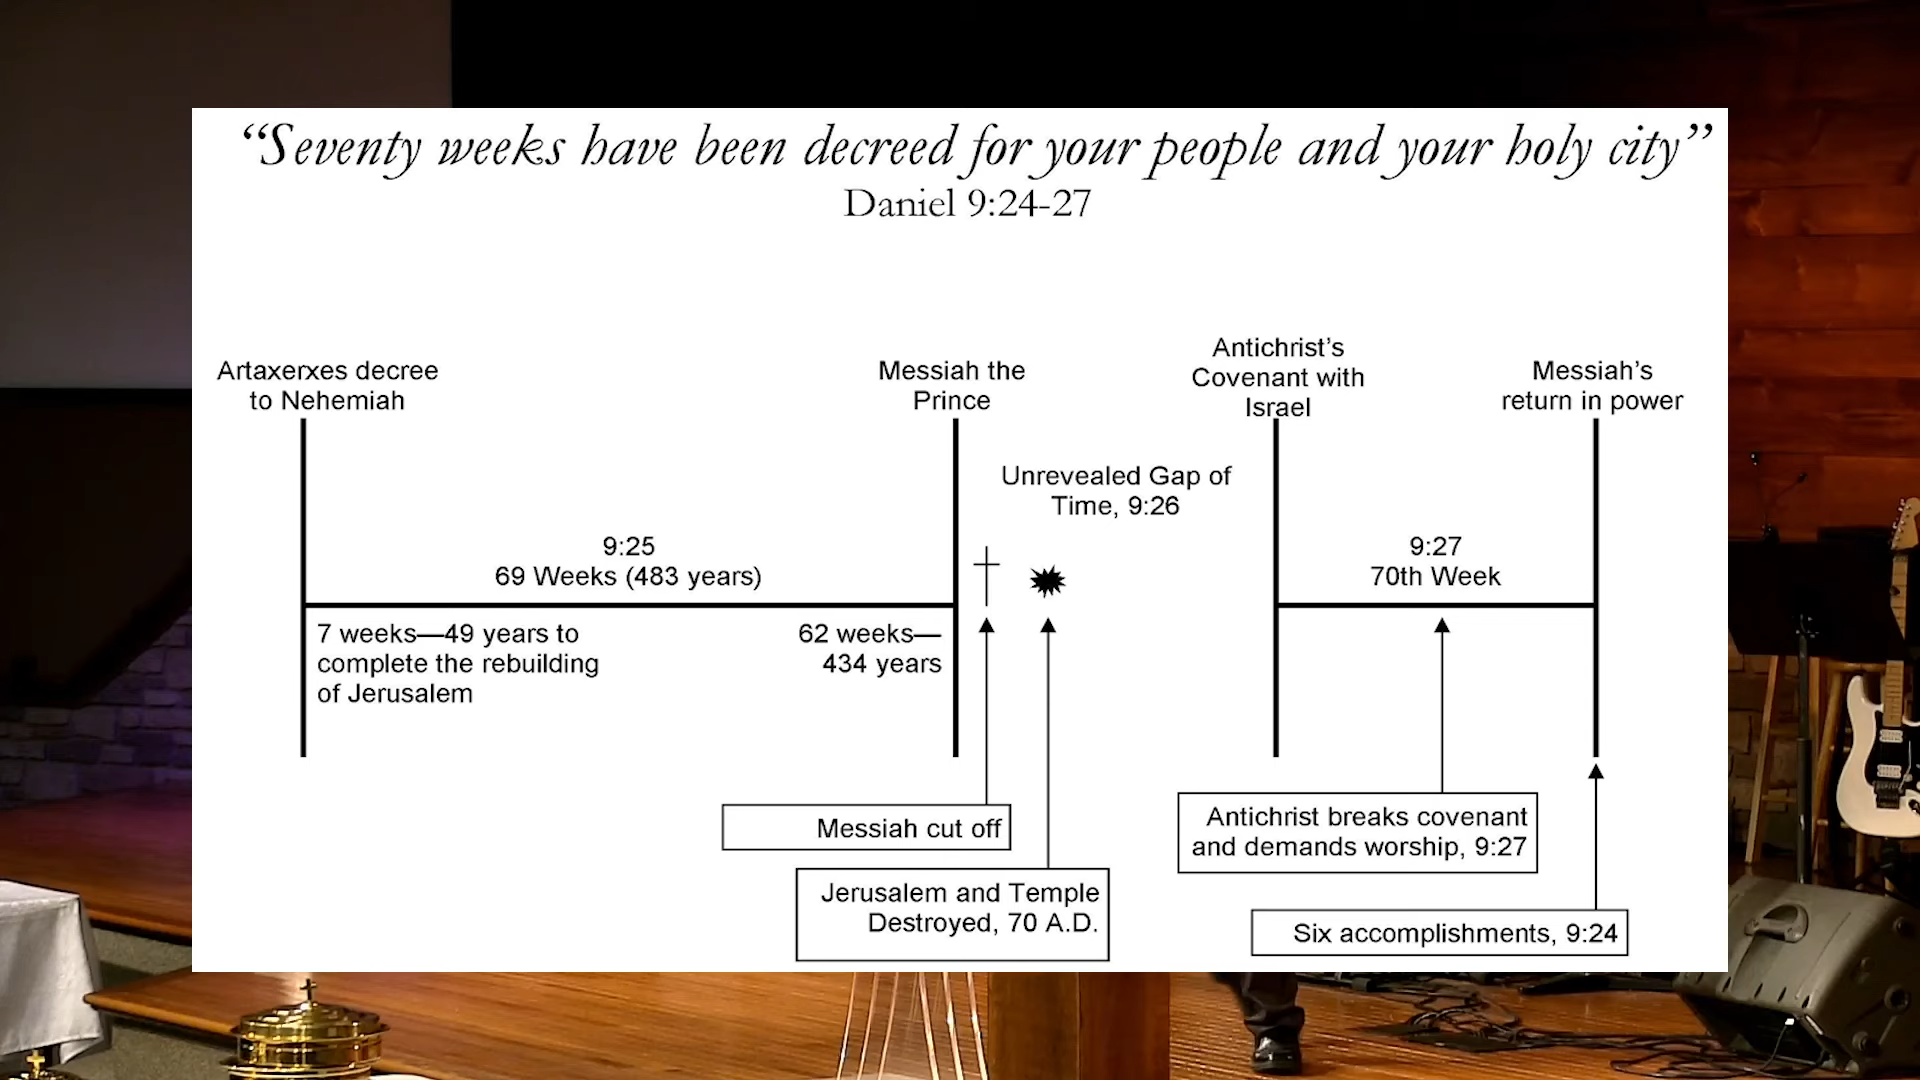 “Seventy weeks have been decreed for your people and your holy city”
Daniel 9:24-27
Artaxerxes decree
to Nehemiah
Messiah the
Prince
Antichrist’s
Covenant with
Israel
Messiah’s
return in power
Unrevealed Gap of
Time, 9:26
9:25
69 Weeks (483 years)
9:27
70th Week
7 weeks—49 years to
complete the rebuilding
of Jerusalem
62 weeks—
434 years
Messiah cut off
Jerusalem and Temple
Destroyed, 70 A.D.
Antichrist breaks covenant
and demands worship, 9:27
Six accomplishments, 9:24